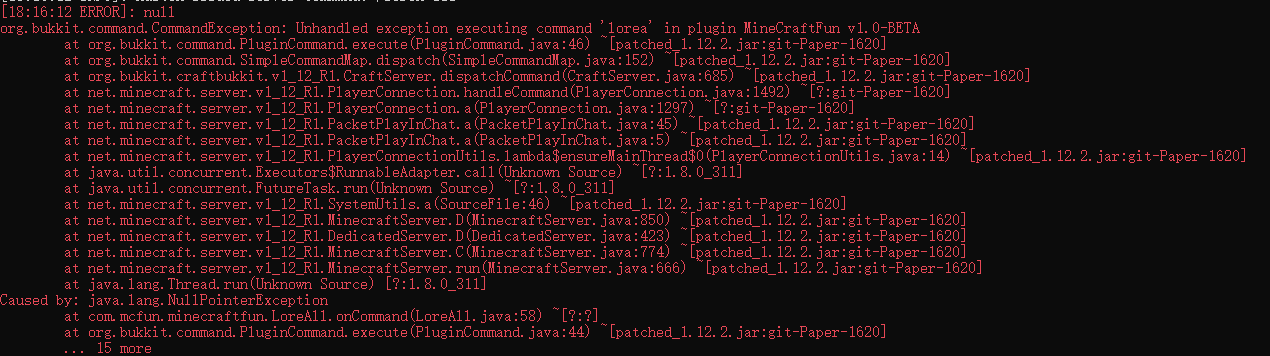 [18:16:12 ERROR]: null
org.bukkit.command.CommandException: Unhandled exception executing command 'lorea' in plugin MineCraftFun v1.0-BETA
at org.bukkit.command.PluginCommand.execute(PluginCommand.java:46) ~[patched_1.12.2.jar:git-Paper-1620]
at org.bukkit.command.SimpleCommandMap.dispatch(SimpleCommandMap.java:152) ~[patched_1.12.2.jar:git-Paper-1620]
at org.bukkit.craftbukkit.v1_12_R1.CraftServer.dispatchCommand(CraftServer.java:685) ~[patched_1.12.2.jar:git-Paper-1620]
at net.minecraft.server.v1_12_R1.PlayerConnection.handleCommand(PlayerConnection.java:1492) ~[?:git-Paper-1620]
at net.minecraft.server.v1_12_R1.PlayerConnection.a(PlayerConnection.java:1297) ~[?:git-Paper-1620]
at net.minecraft.server.v1_12_R1.PacketPlayInChat.a(PacketPlayInChat.java:45) ~[patched_1.12.2.jar:git-Paper-1620]
at net.minecraft.server.v1_12_R1.PacketPlayInChat.a(PacketPlayInChat.java:5) ~[patched_1.12.2.jar:git-Paper-1620]
at net.minecraft.server.v1_12_R1.PlayerConnectionUtils.lambda$ensureMainThread$0(PlayerConnectionUtils.java:14) ~[patched_1.12.2.jar:git-Paper-1620]
at java.util.concurrent.Executors$RunnableAdapter.call(Unknown Source) ~[?:1.8.0_311]
at java.util.concurrent.FutureTask.run(Unknown Source) ~[?:1.8.0_311]
at net.minecraft.server.v1_12_R1.SystemUtils.a(SourceFile:46) ~[patched_1.12.2.jar:git-Paper-1620]
at net.minecraft.server.v1_12_R1.MinecraftServer.D(MinecraftServer.java:850) ~[patched_1.12.2.jar:git-Paper-1620]
at net.minecraft.server.v1_12_R1.DedicatedServer.D(DedicatedServer.java:423) ~[patched_1.12.2.jar:git-Paper-1620]
at net.minecraft.server.v1_12_R1.MinecraftServer.C(MinecraftServer.java:774) ~[patched_1.12.2.jar:git-Paper-1620]
at net.minecraft.server.v1_12_R1.MinecraftServer.run(MinecraftServer.java:666) ~[patched_1.12.2.jar:git-Paper-1620]
at java.lang.Thread.run(Unknown Source) [?:1.8.0_311]
Caused by: java.lang.NullPointerException
at com.mcfun.minecraftfun.LoreAll.onCommand(LoreAll.java:58) ~[?:?]
at org.bukkit.command.PluginCommand.execute(PluginCommand.java:44) ~[patched_1.12.2.jar:git-Paper-1620]
... 15 more